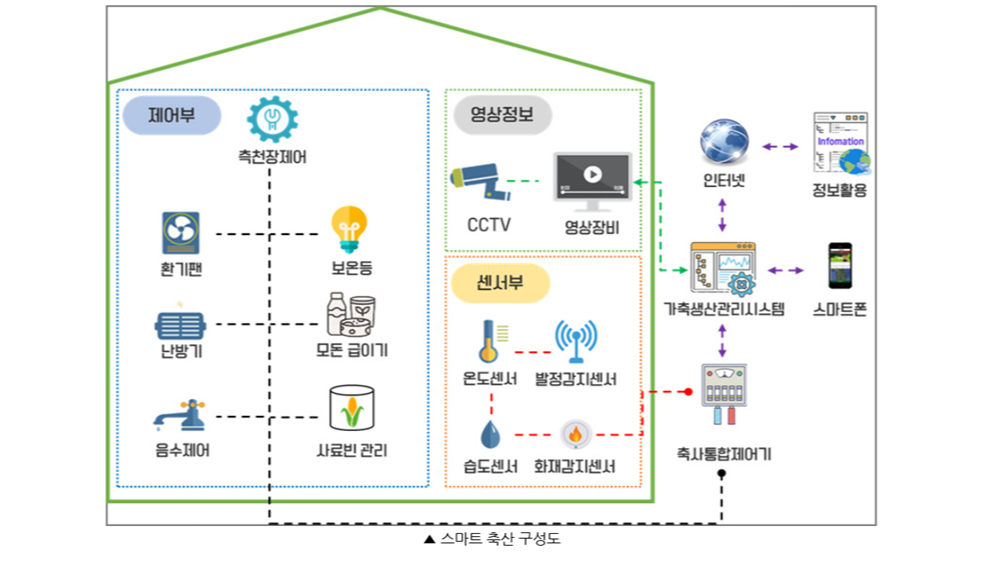 제어부
측천장제어
환기팬
보온등
난방기
모돈 급이기
음수제어
사료빈 관리
영상정보
CCTV
영상장비
센서부
온도센서
발정감지센서
습도센서
화재감지센서
인터넷
Infomation
정보활용
가축생산관리시스템
스마트폰
축사통합제어기
▲ 스마트 축산 구성도